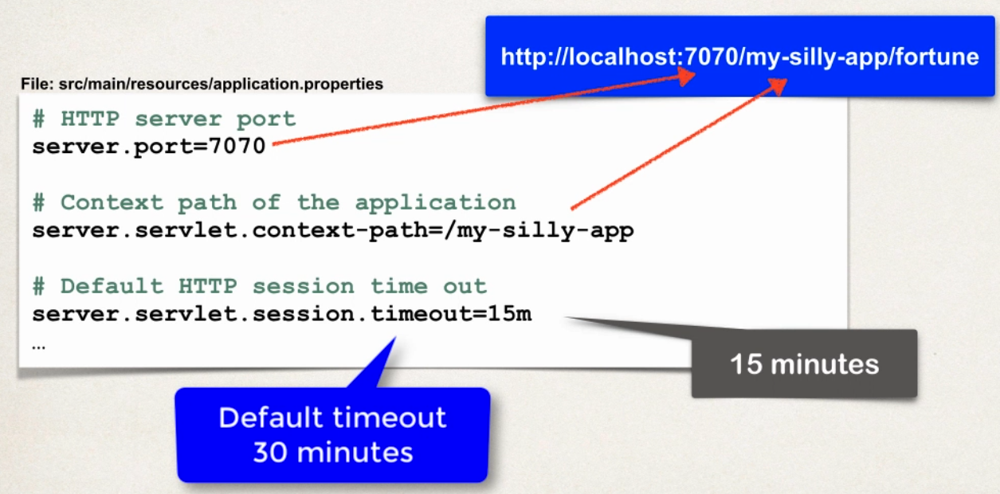 http://localhost:7070/my-silly-app/fortune
File: src/main/resources/application.properties
# HTTP server port
server.port=7070
# Context path of the application
server.servlet.context-path=/my-silly-app
# Default HTTP session time out
server.servlet.session.timeout=15m
...
15 minutes
Default timeout
30 minutes